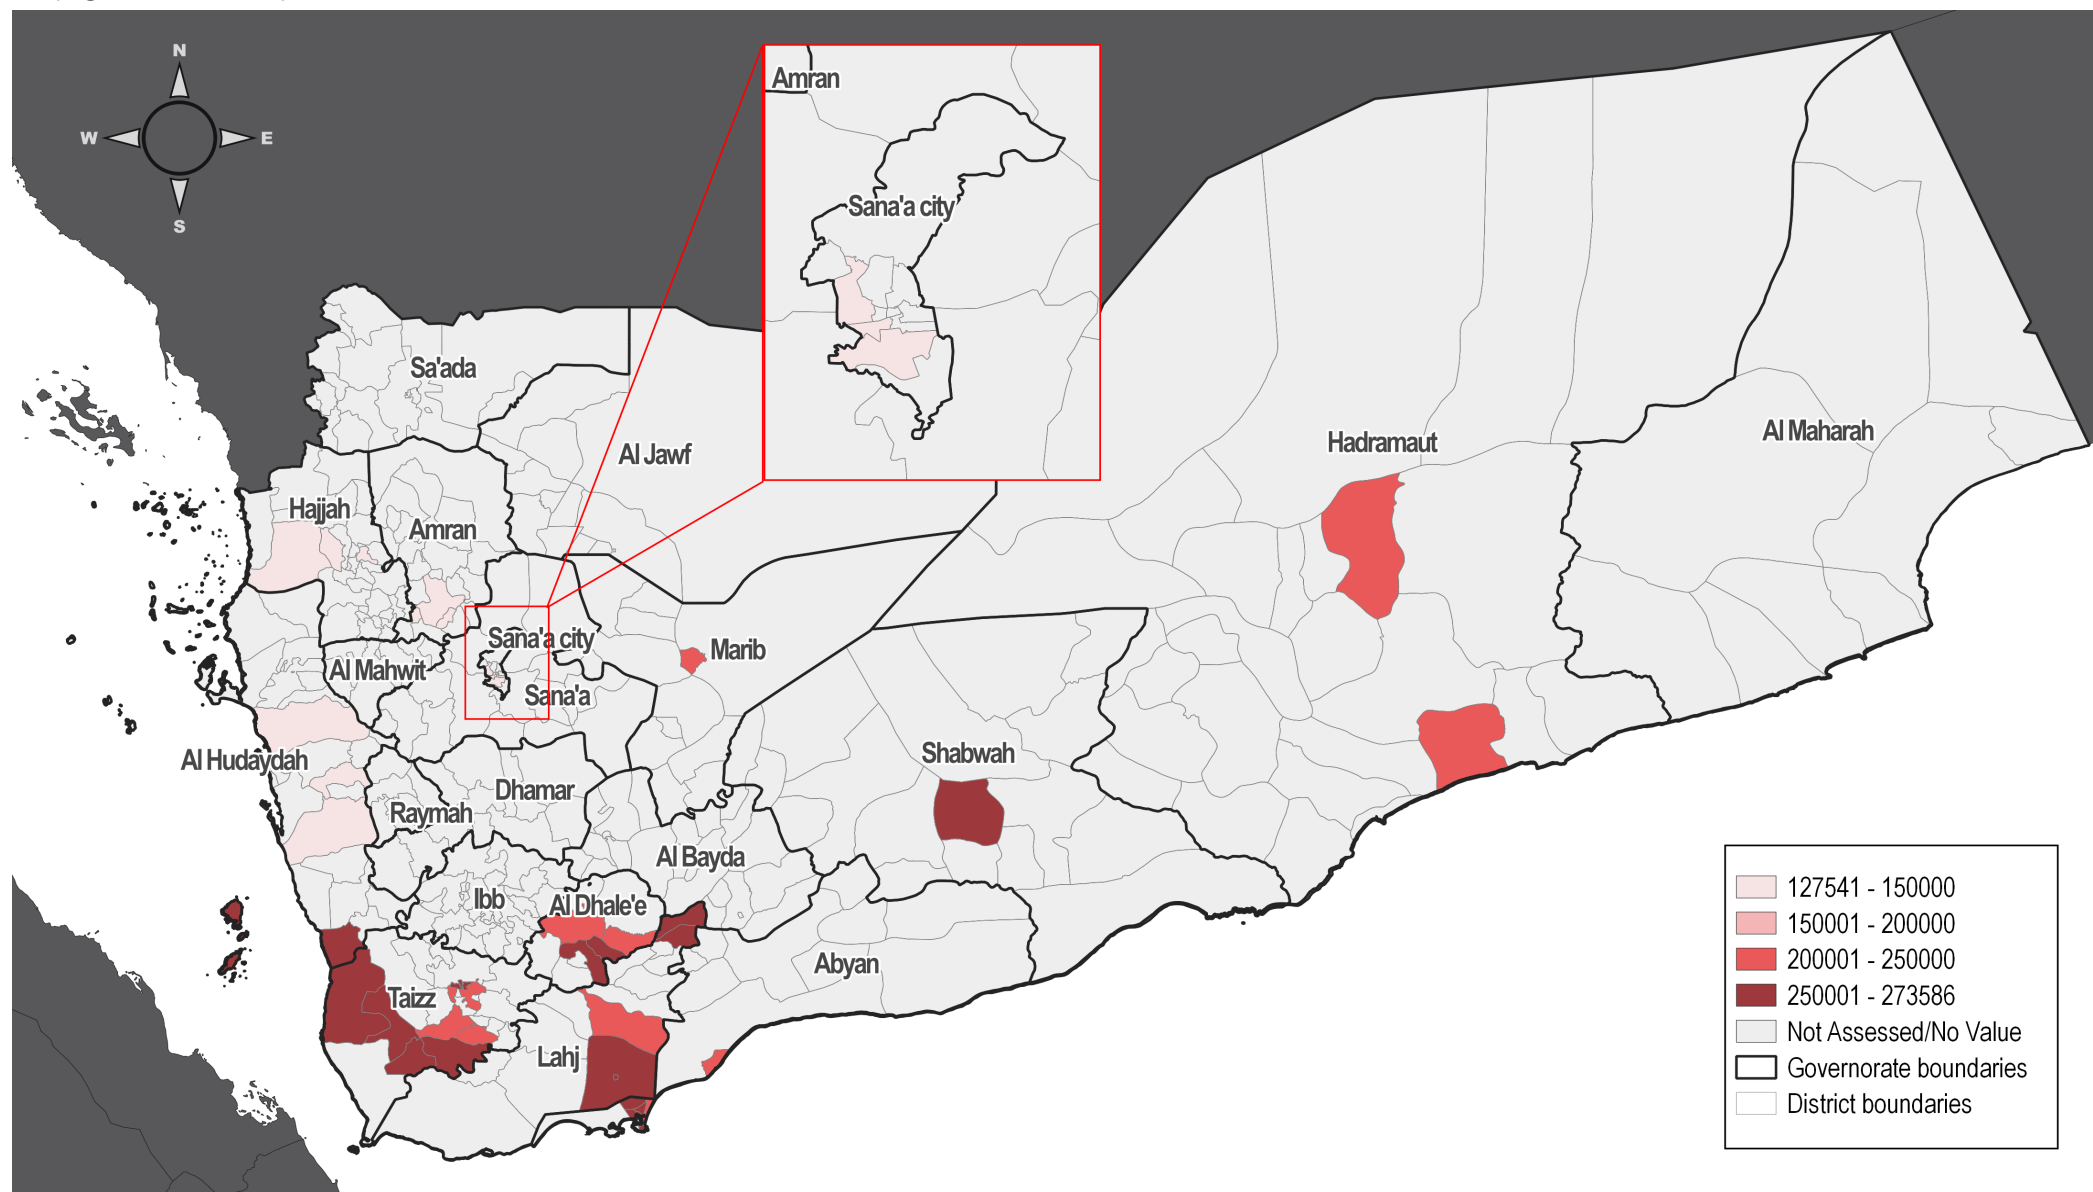 N
W
E
S
Amran
Sana'a city
Sa'ada
Al Jawf
Hadramaut
Al Maharah
Hajjah
Amran
Sana'a city
Marib
Al Mahwit
Sana'a
Al Hudaydah
Shabwah
Dhamar
Raymah
Al Bayda
Ibb
Al Dhale'e
Abyan
Taizz
Lahj
127541 - 150000
150001 - 200000
200001 - 250000
250001 - 273586
Not Assessed/No Value
Governorate boundaries
District boundaries